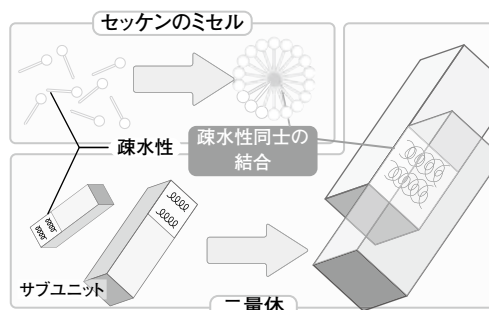 セッケンのミセル
疎水性
疎水性同士の
結合
サブユニット
二量体